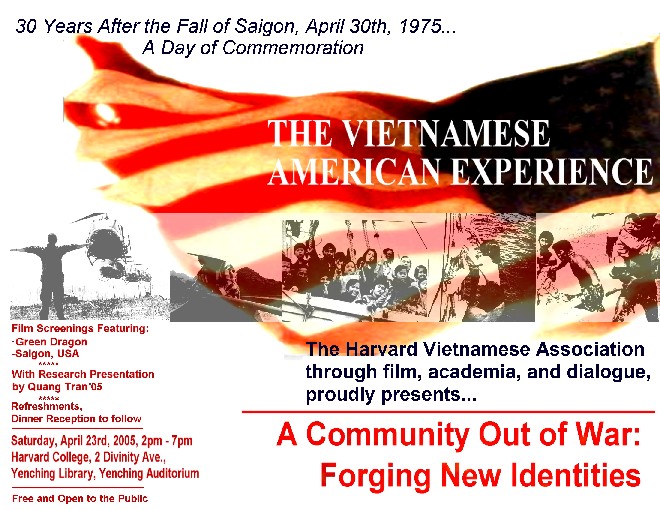 30 Years After the Fall of Saigon, April 30th, 1975...
A Day of Commemoration
THE VIETNAMESE
AMERICAN EXPERIENCE
Film Screenings Featuring:
-Green Dragon
-Saigon, USA
*****
With Research Presentation
by Quang Tran'05
*****
Refreshments,
Dinner Reception to follow
Saturday, April 23rd, 2005, 2pm - 7pm
Harvard College, 2 Divinity Ave.,
Yenching Library, Yenching Auditorium
Free and Open to the Public
The Harvard Vietnamese Association
through film, academia, and dialogue,
proudly presents...
A Community Out of War:
Forging New Identities